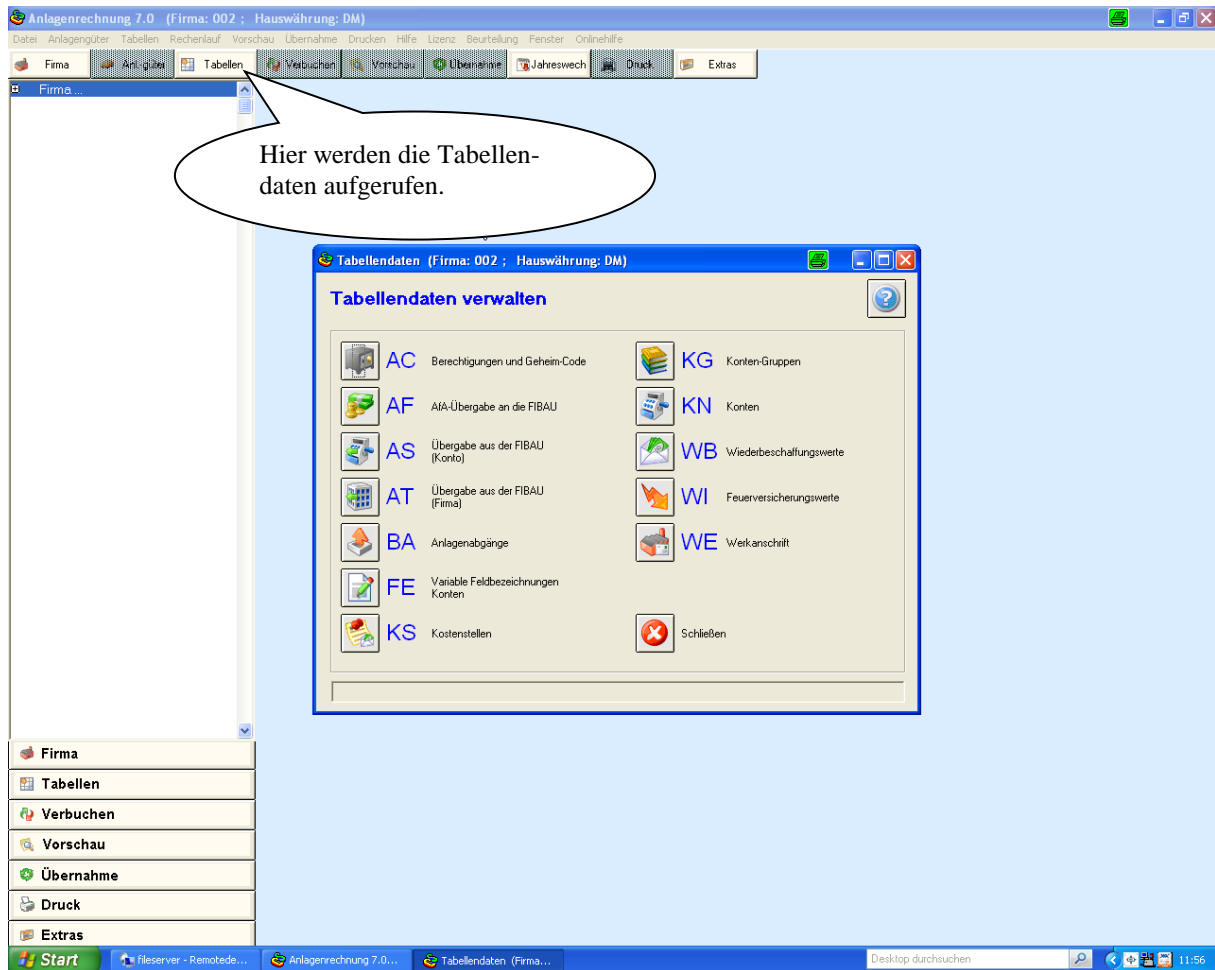 Anlagenrechnung 7.0 (Firma: 002 ; Hauswährung: DM)
Datei Anlagengüter Tabellen Rechenlauf Vorschau Übernahme Drucken Hilfe Lizenz Beurteilung Fenster Onlinehilfe
Firma Anl.-güter Tabellen Verbuchen Vorschau Übernahme Jahreswech Druck Extras
Firma ...
Hier werden die Tabellen-
daten aufgerufen.
Tabellendaten (Firma: 002 ; Hauswährung: DM)
Tabellendaten verwalten
AC Berechtigungen und Geheim-Code
AF AfA-Übergabe an die FIBAU
AS Übergabe aus der FIBAU
(Konto)
AT Übergabe aus der FIBAU
(Firma)
BA Anlagenabgänge
FE Variable Feldbezeichnungen
Konten
KS Kostenstellen
KG Konten-Gruppen
KN Konten
WB Wiederbeschaffungswerte
WI Feuerversicherungswerte
WE Werkanschrift
Schließen
Firma
Tabellen
Verbuchen
Vorschau
Übernahme
Druck
Extras
Start fileserver - Remotede... Anlagenrechnung 7.0... Tabellendaten (Firma... Desktop durchsuchen 11:56